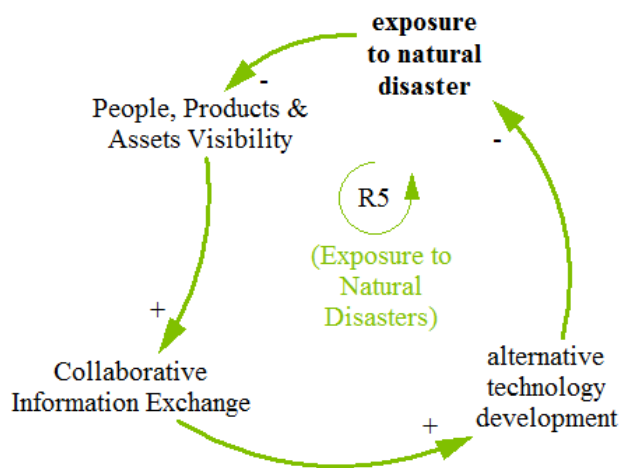 exposure
to natural
disaster
-
People, Products &
Assets Visibility
-
R5
(Exposure to
Natural
Disasters)
+
Collaborative
Information Exchange
alternative
technology
development
+